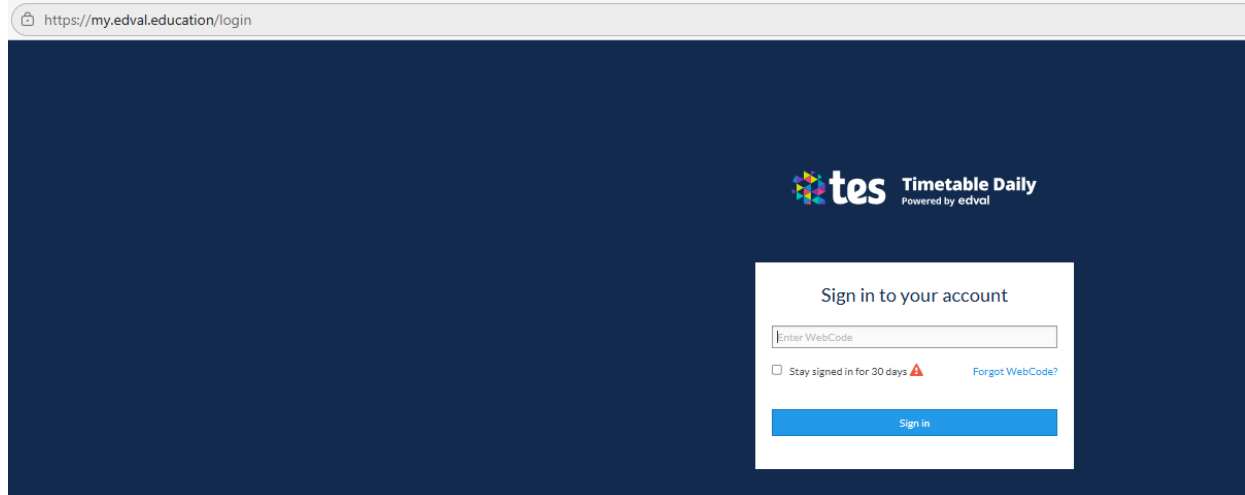 https://my.edval.education/login
tes Timetable Daily
Powered by edval
Sign in to your account
Enter WebCode
Stay signed in for 30 days Forgot WebCode?
Sign in